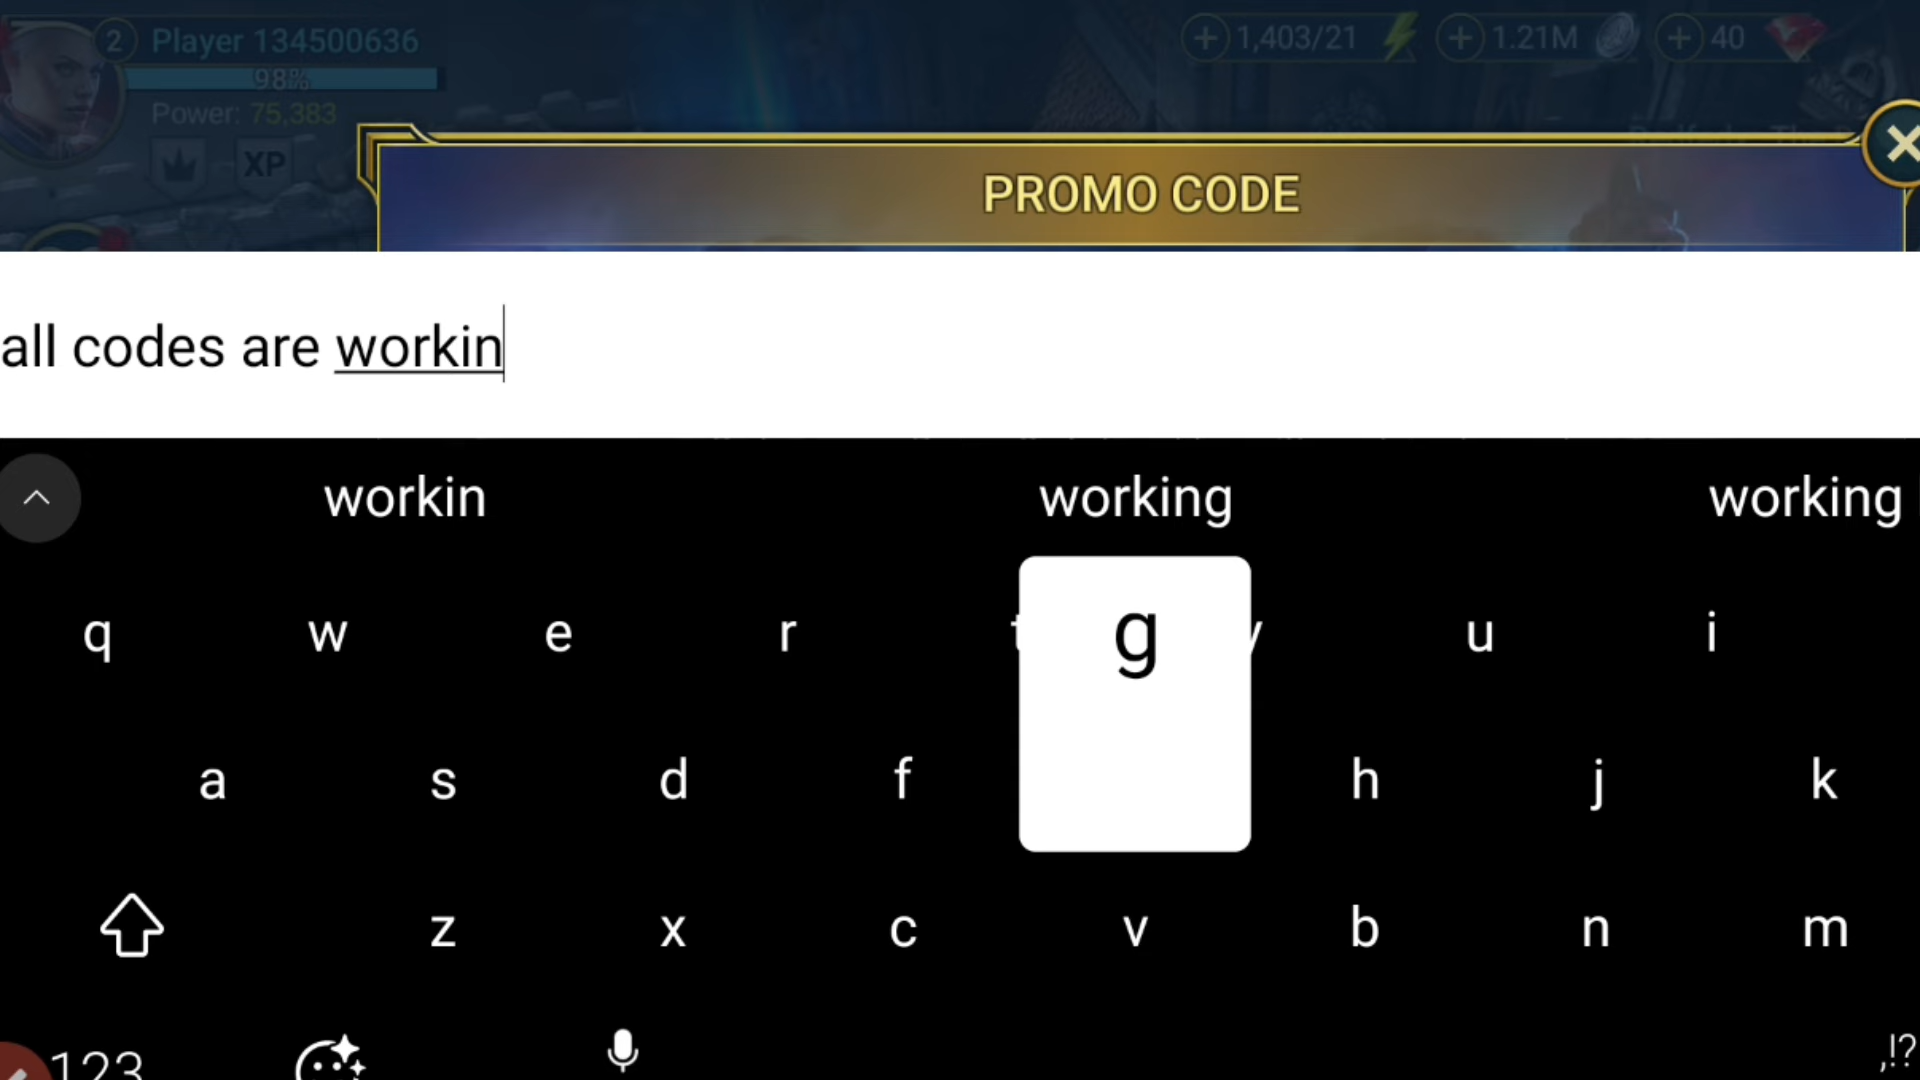 2 Player 134500636
1,403/21
1.21M
40
98%
Power: 75,383
XP
PROMO CODE
all codes are workin
workin working working
q w e r g u i
a s d f h j k
z x c v b n m
123 ,!?